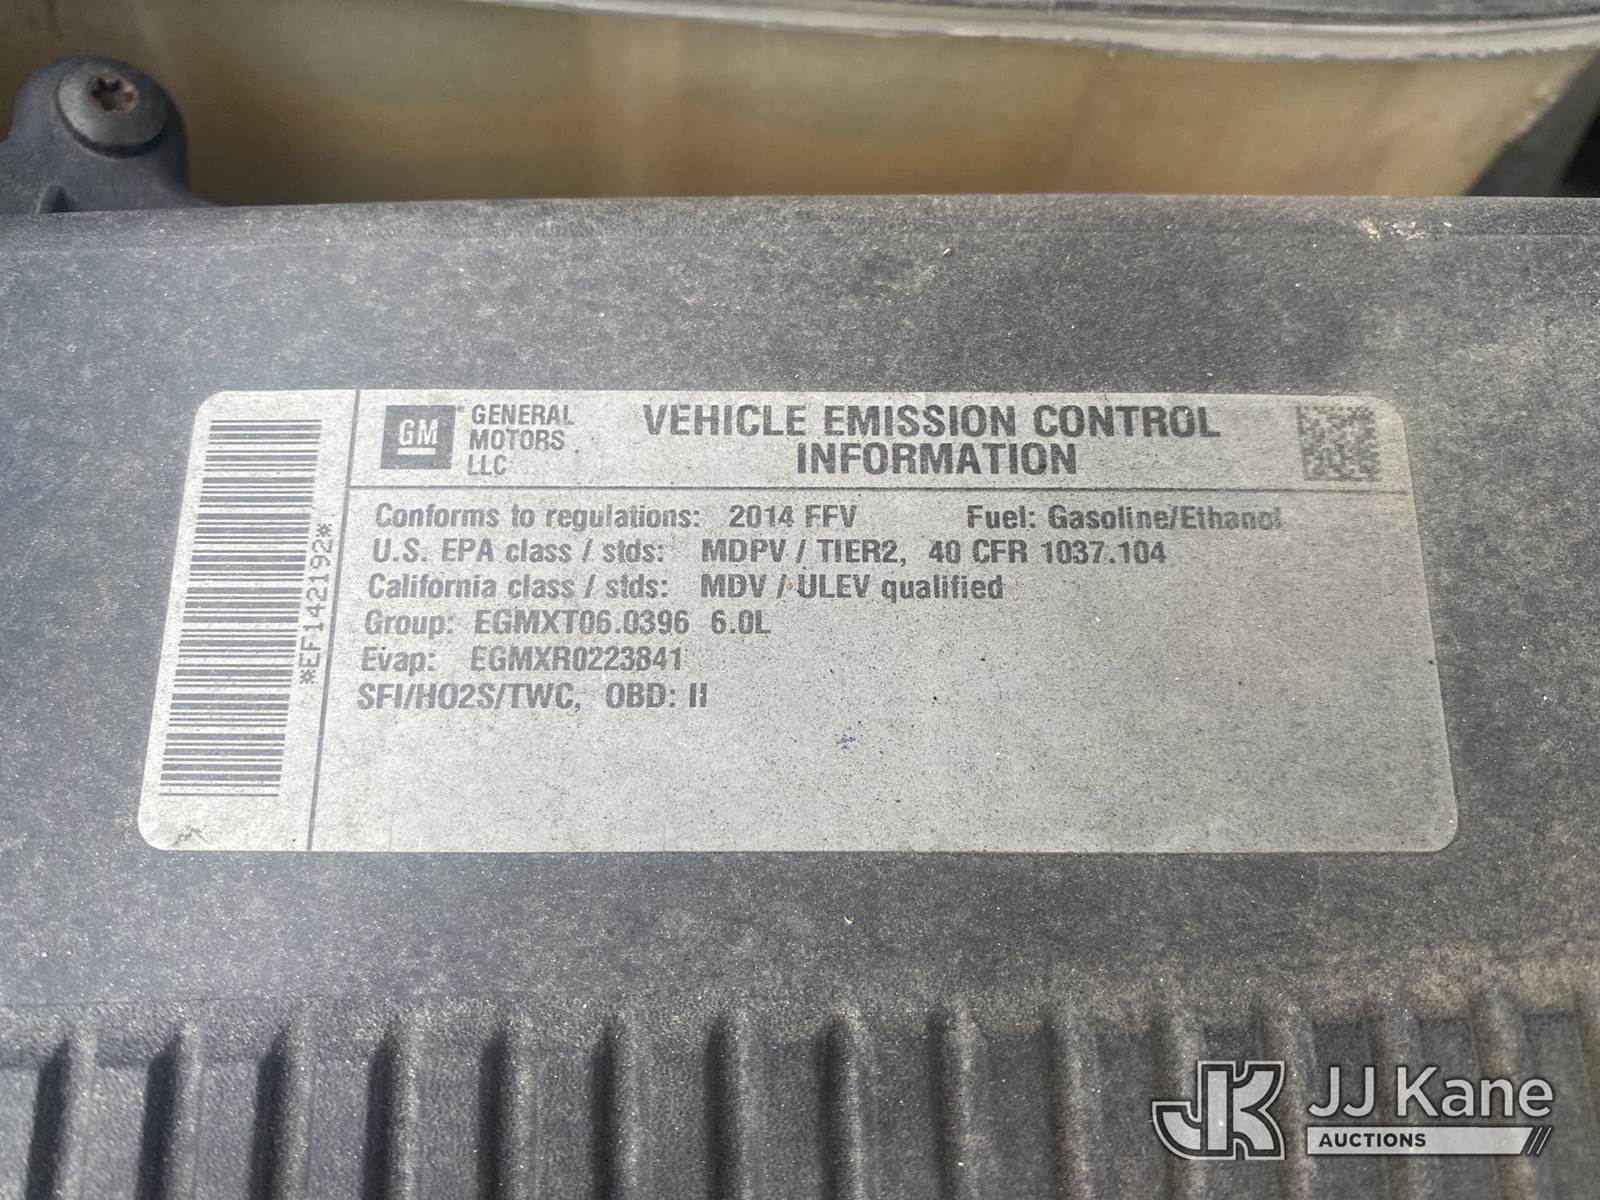 GM
GENERAL
MOTORS
LLC
VEHICLE EMISSION CONTROL
INFORMATION
Conforms to regulations: 2014 FFV Fuel: Gasoline/Ethanol
U.S. EPA class / stds: MDPV / TIER2, 40 CFR 1037.104
California class / stds: MDV / ULEV qualified
Group: EGMXT06.0396 6.0L
Evap: EGMXR0223841
SFI/HO2S/TWC, OBD: II
*EF142192*
JK JJ Kane
AUCTIONS